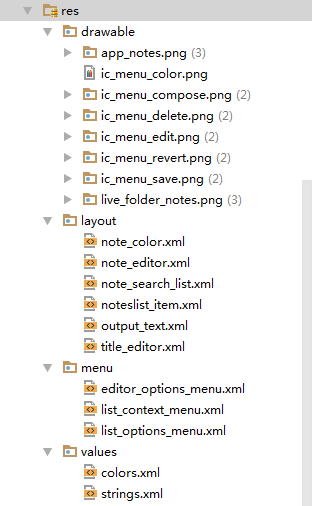 res
drawable
app_notes.png (3)
ic_menu_color.png
ic_menu_compose.png (2)
ic_menu_delete.png (2)
ic_menu_edit.png (2)
ic_menu_revert.png (2)
ic_menu_save.png (2)
live_folder_notes.png (3)
layout
note_color.xml
note_editor.xml
note_search_list.xml
noteslist_item.xml
output_text.xml
title_editor.xml
menu
editor_options_menu.xml
list_context_menu.xml
list_options_menu.xml
values
colors.xml
strings.xml